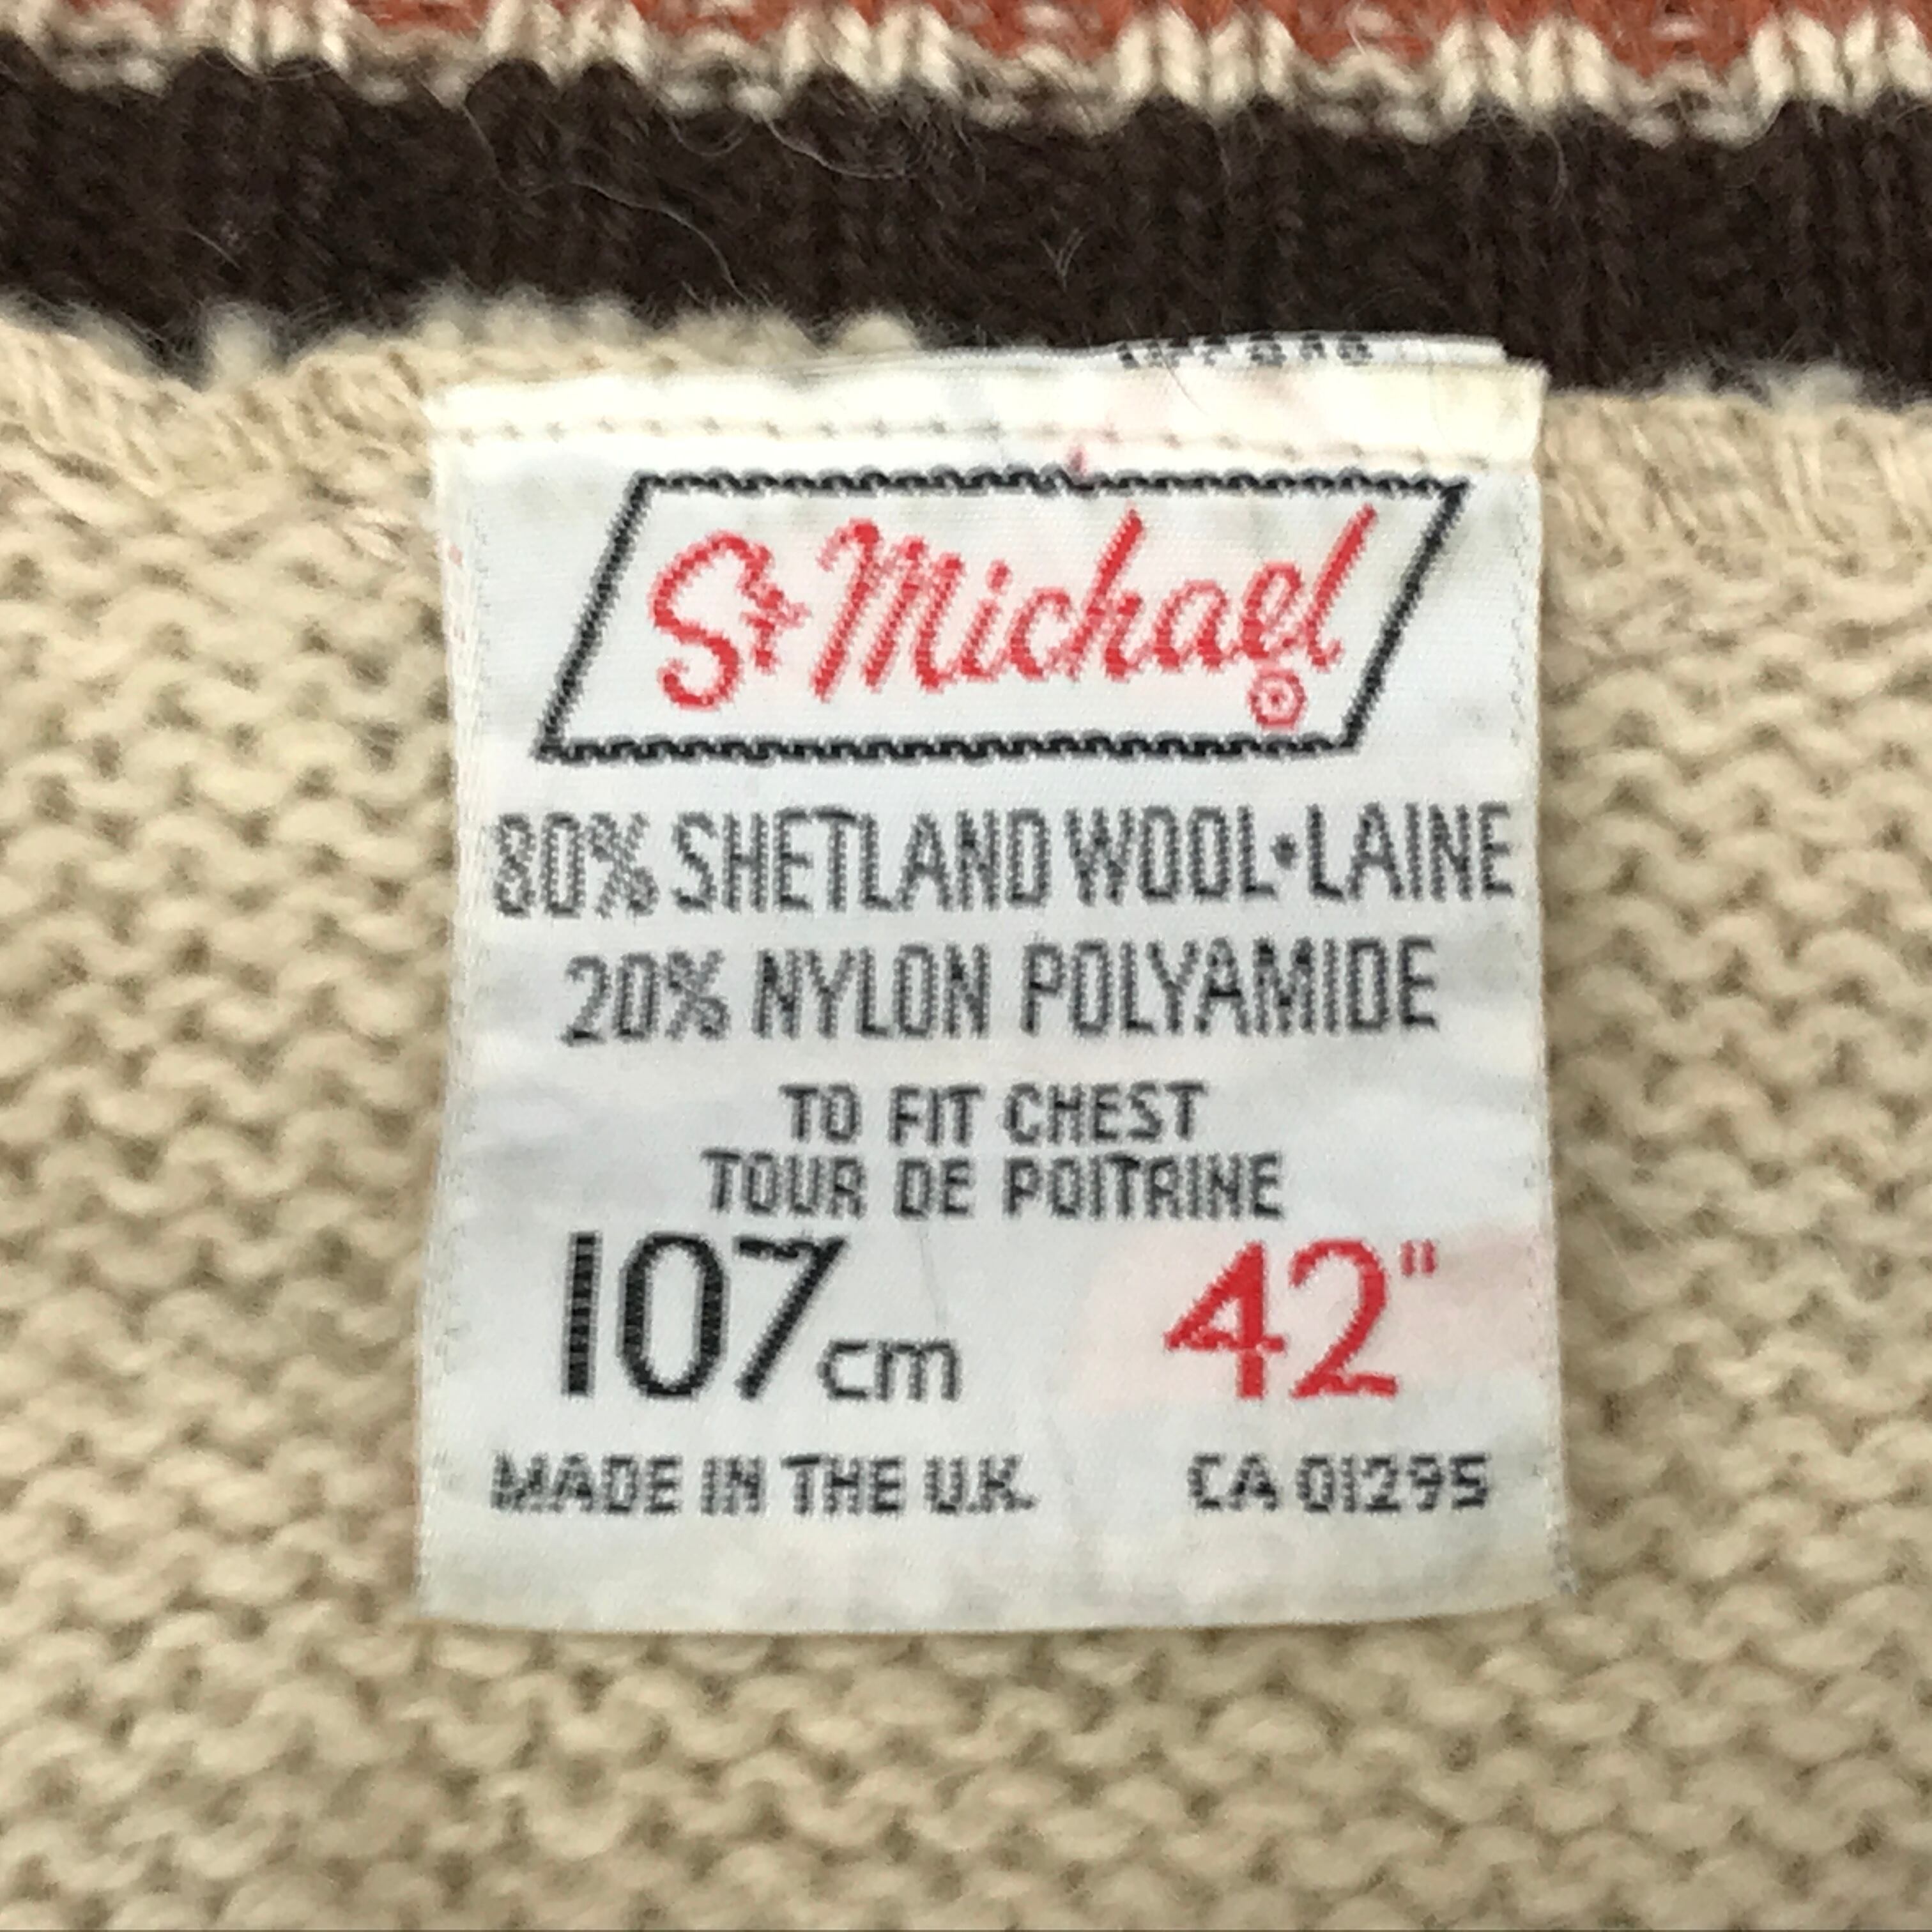 St Michael
®
80% SHETLAND WOOL•LAINE
20% NYLON POLYAMIDE
TO FIT CHEST
TOUR DE POITRINE
107cm 42"
MADE IN THE U.K. CA 01295